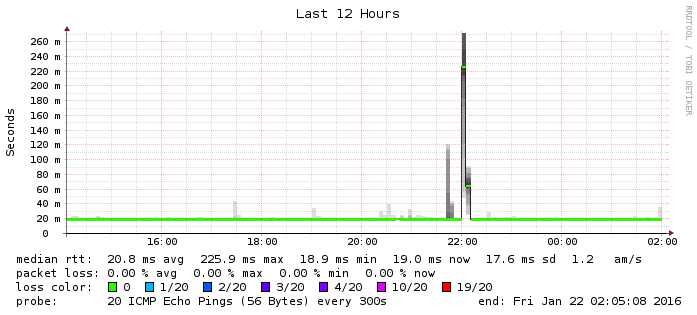 Last 12 Hours
RRDTOOL / TOBI OETIKER
Seconds
260 m
240 m
220 m
200 m
180 m
160 m
140 m
120 m
100 m
80 m
60 m
40 m
20 m
0
16:00 18:00 20:00 22:00 00:00 02:00
median rtt: 20.8 ms avg 225.9 ms max 18.9 ms min 19.0 ms now 17.6 ms sd 1.2 am/s
packet loss: 0.00 % avg 0.00 % max 0.00 % min 0.00 % now
loss color: 0 1/20 2/20 3/20 4/20 10/20 19/20
probe: 20 ICMP Echo Pings (56 Bytes) every 300s end: Fri Jan 22 02:05:08 2016